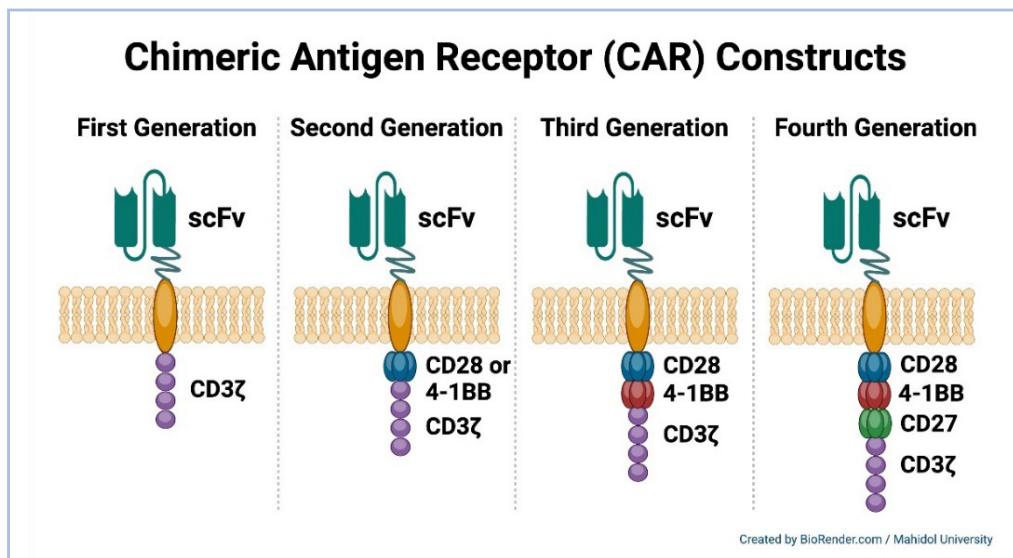 Chimeric Antigen Receptor (CAR) Constructs
First Generation
scFv
CD3ζ
Second Generation
scFv
CD28 or
4-1BB
CD3ζ
Third Generation
scFv
CD28
4-1BB
CD3ζ
Fourth Generation
scFv
CD28
4-1BB
CD27
CD3ζ
Created by BioRender.com / Mahidol University